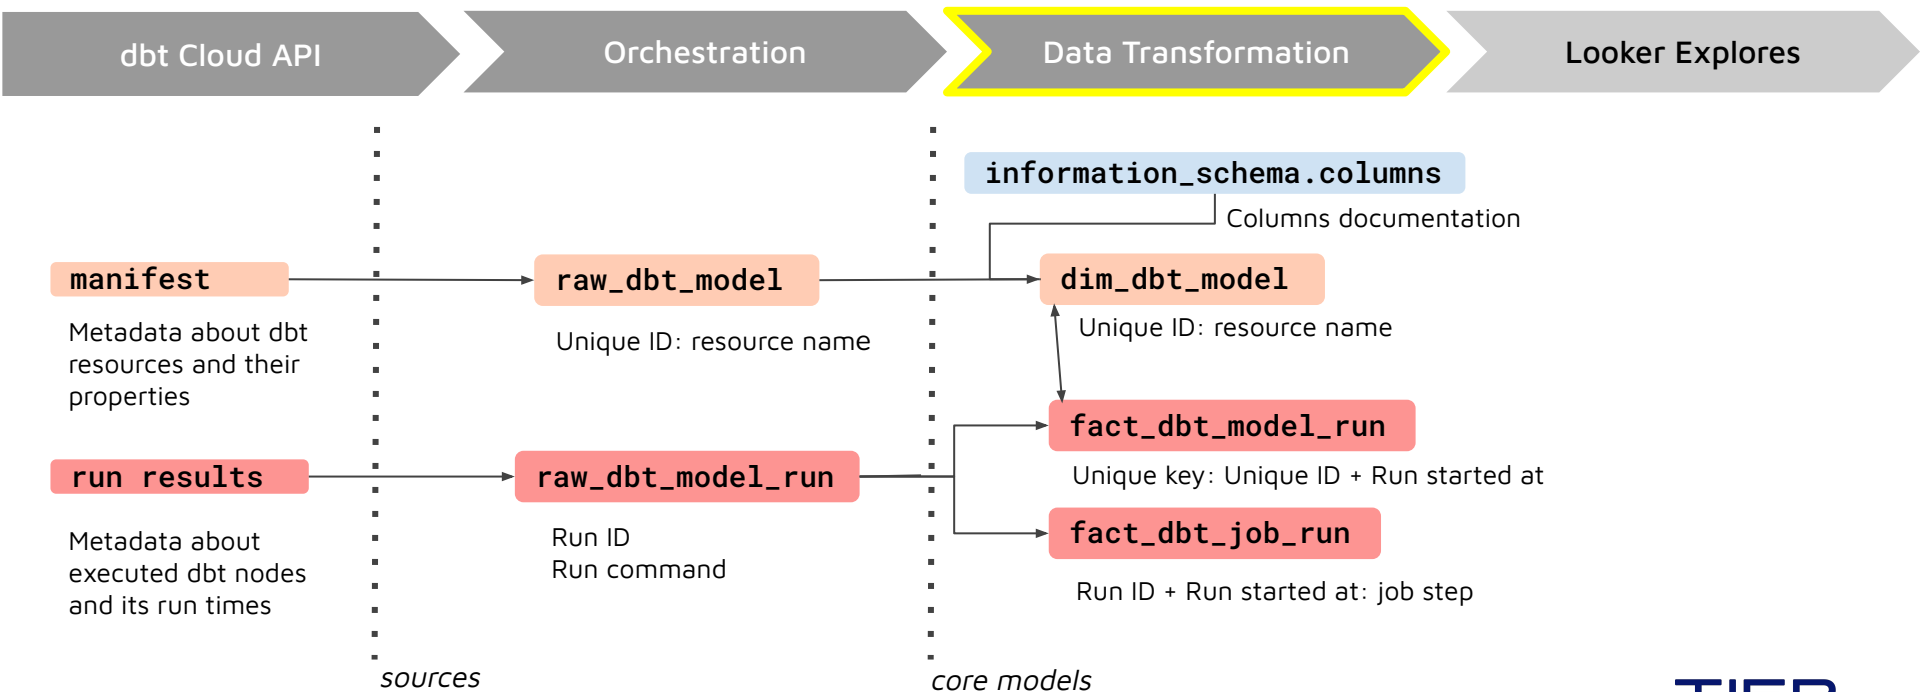 dbt Cloud API
Orchestration
Data Transformation
Looker Explores
information_schema.columns
Columns documentation
manifest
raw_dbt_model
dim_dbt_model
Metadata about dbt
resources and their
properties
Unique ID: resource name
Unique ID: resource name
fact_dbt_model_run
Unique key: Unique ID + Run started at
run results
raw_dbt_model_run
fact_dbt_job_run
Metadata about
executed dbt nodes
and its run times
Run ID
Run command
Run ID + Run started at: job step
sources
core models
TIER